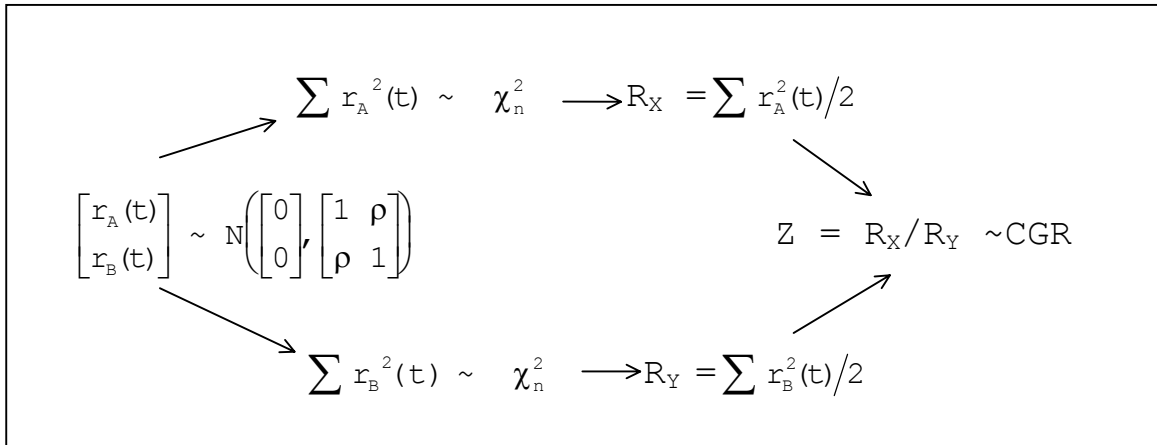 ∑ r_A²(t) ~ χ²_n → R_X = ∑ r_A²(t)/2
[r_A(t) r_B(t)] ~ N([0 0], [1 ρ ρ 1])
Z = R_X/R_Y ~CGR
∑ r_B²(t) ~ χ²_n → R_Y = ∑ r_B²(t)/2